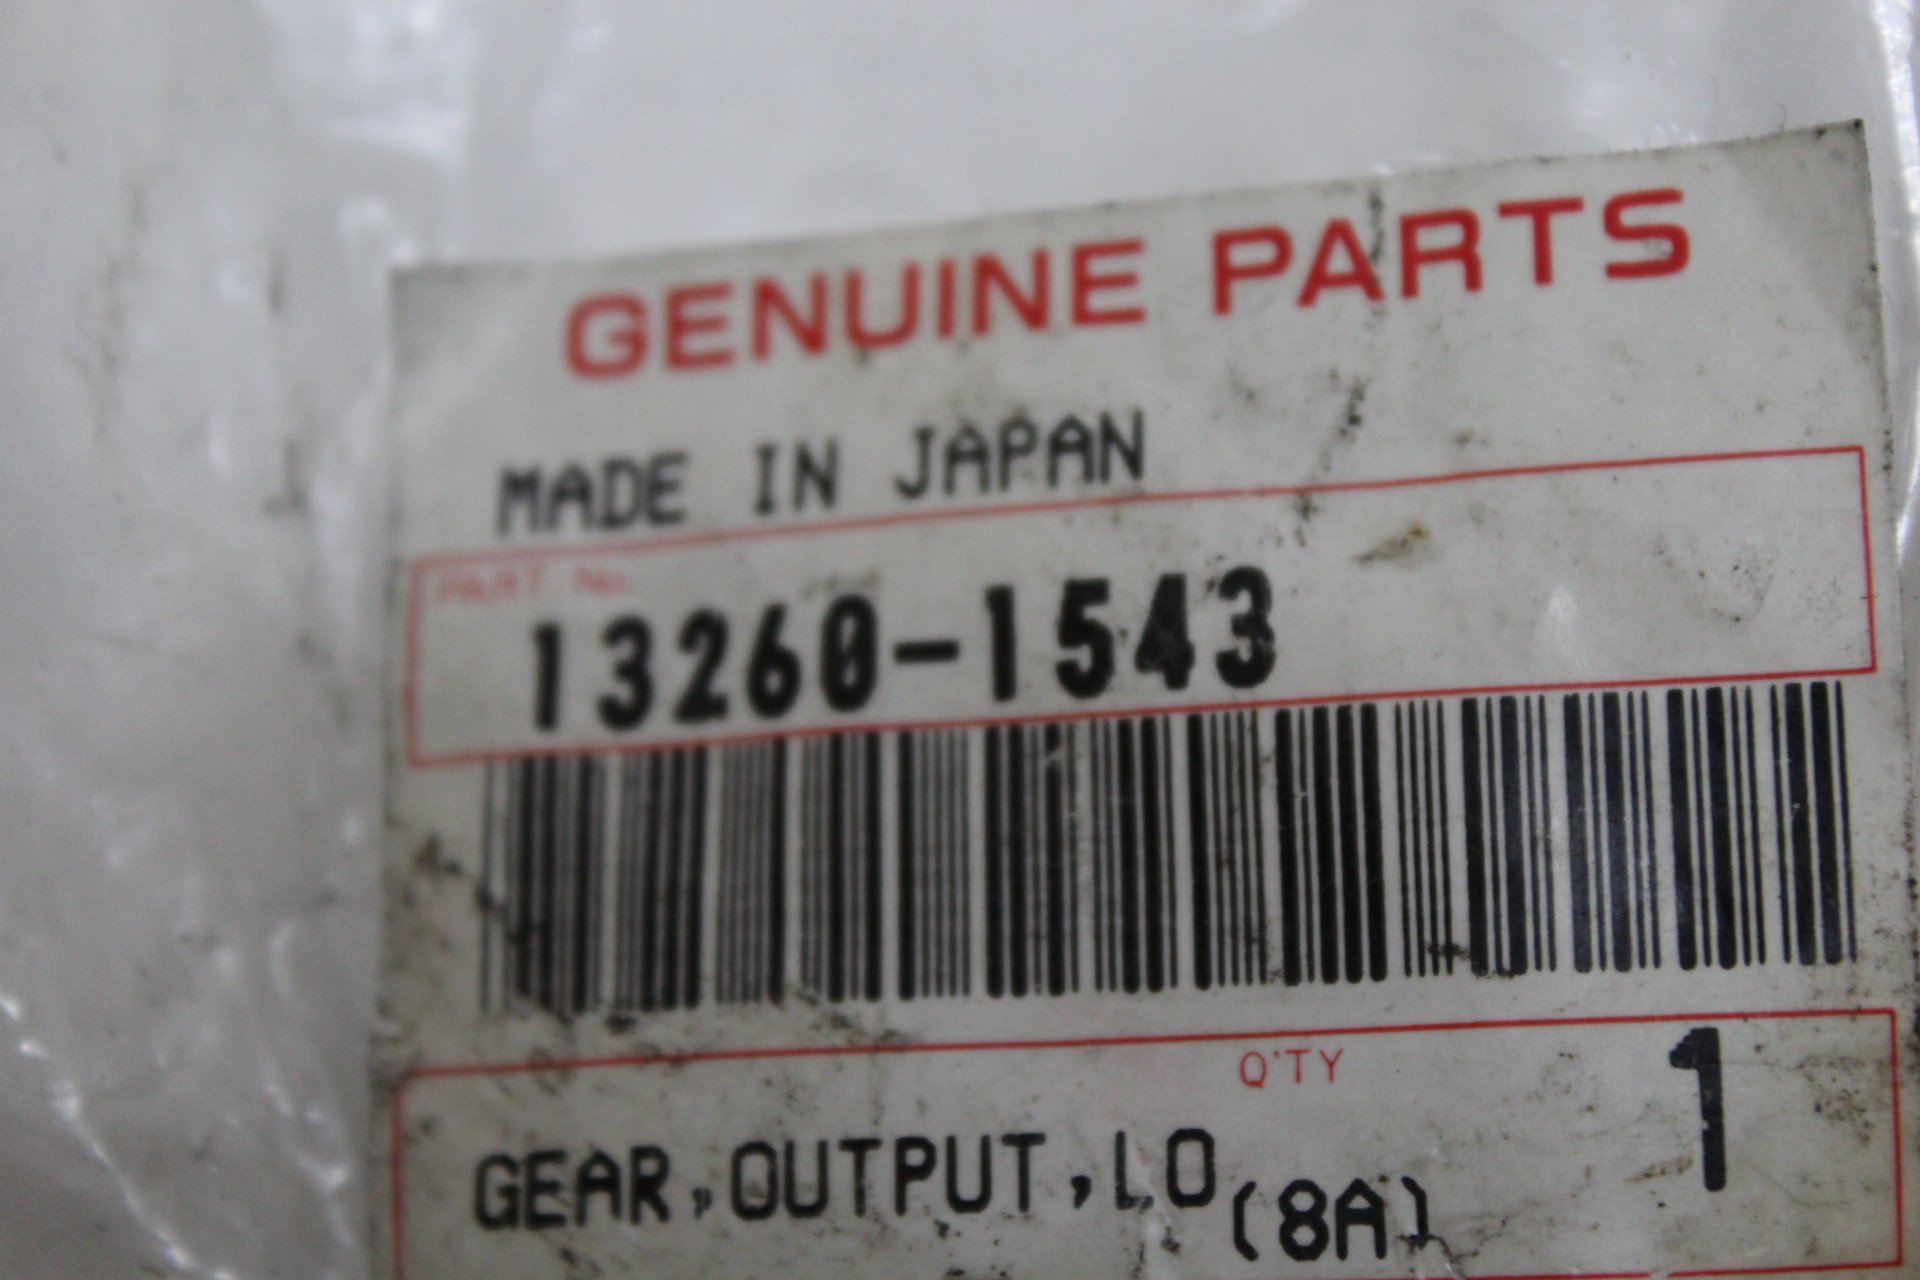 GENUINE PARTS
MADE IN JAPAN
PART No.
13260-1543
Q'TY 1
GEAR,OUTPUT,LO (8A)